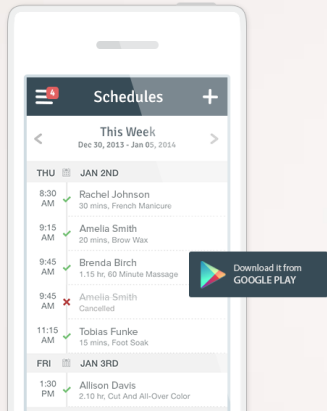 4
Schedules
This Week
Dec 30, 2013 - Jan 05, 2014
THU JAN 2ND
8:30 AM Rachel Johnson
30 mins, French Manicure
9:15 AM Amelia Smith
20 mins, Brow Wax
9:45 AM Brenda Birch
1.15 hr, 60 Minute Massage
9:45 AM Amelia Smith
Cancelled
11:15 AM Tobias Funke
15 mins, Foot Soak
FRI JAN 3RD
1:30 PM Allison Davis
2.10 hr, Cut And All-Over Color
Download it from
GOOGLE PLAY